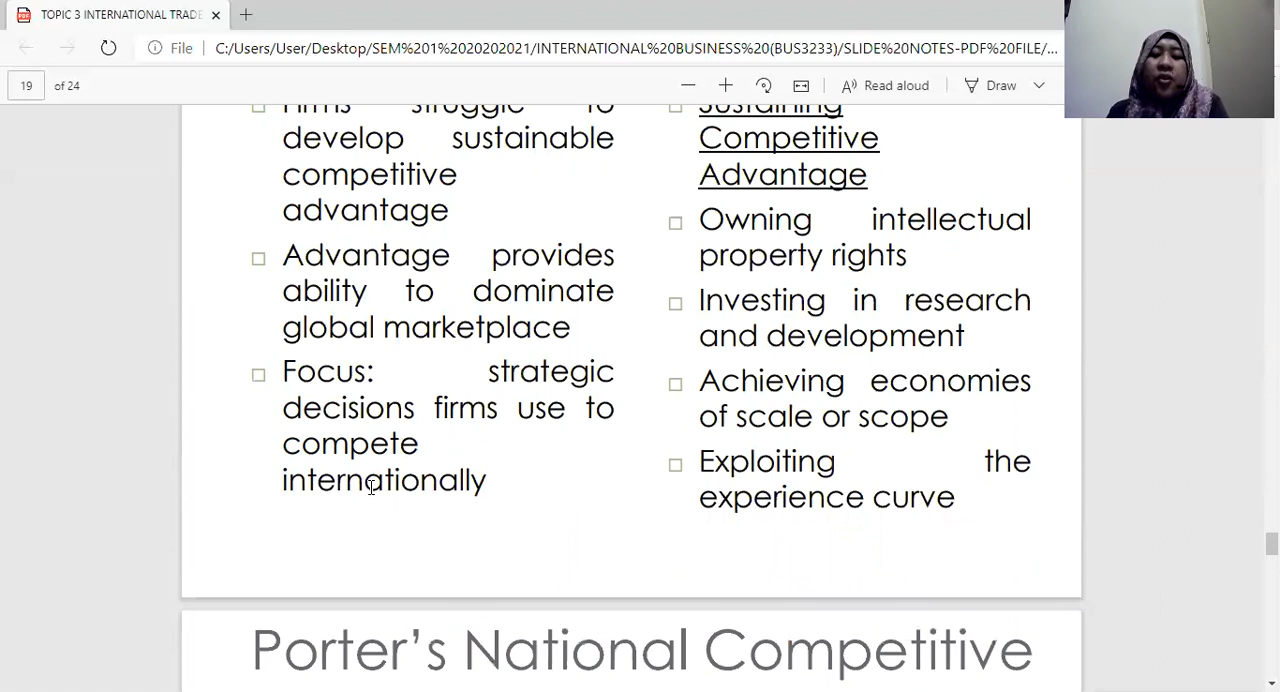 TOPIC 3 INTERNATIONAL TRADE
File
C:/Users/User/Desktop/SEM%201%2020202021/INTERNATIONAL%20BUSINESS%20(BUS3233)/SLIDE%20NOTES-PDF%20FILE/...
19 of 24
Read aloud
Draw
Firms struggle to
develop sustainable
competitive
advantage
Advantage provides
ability to dominate
global marketplace
Focus: strategic
decisions firms use to
compete
internationally
Sustaining
Competitive
Advantage
Owning intellectual
property rights
Investing in research
and development
Achieving economies
of scale or scope
Exploiting the
experience curve
Porter's National Competitive